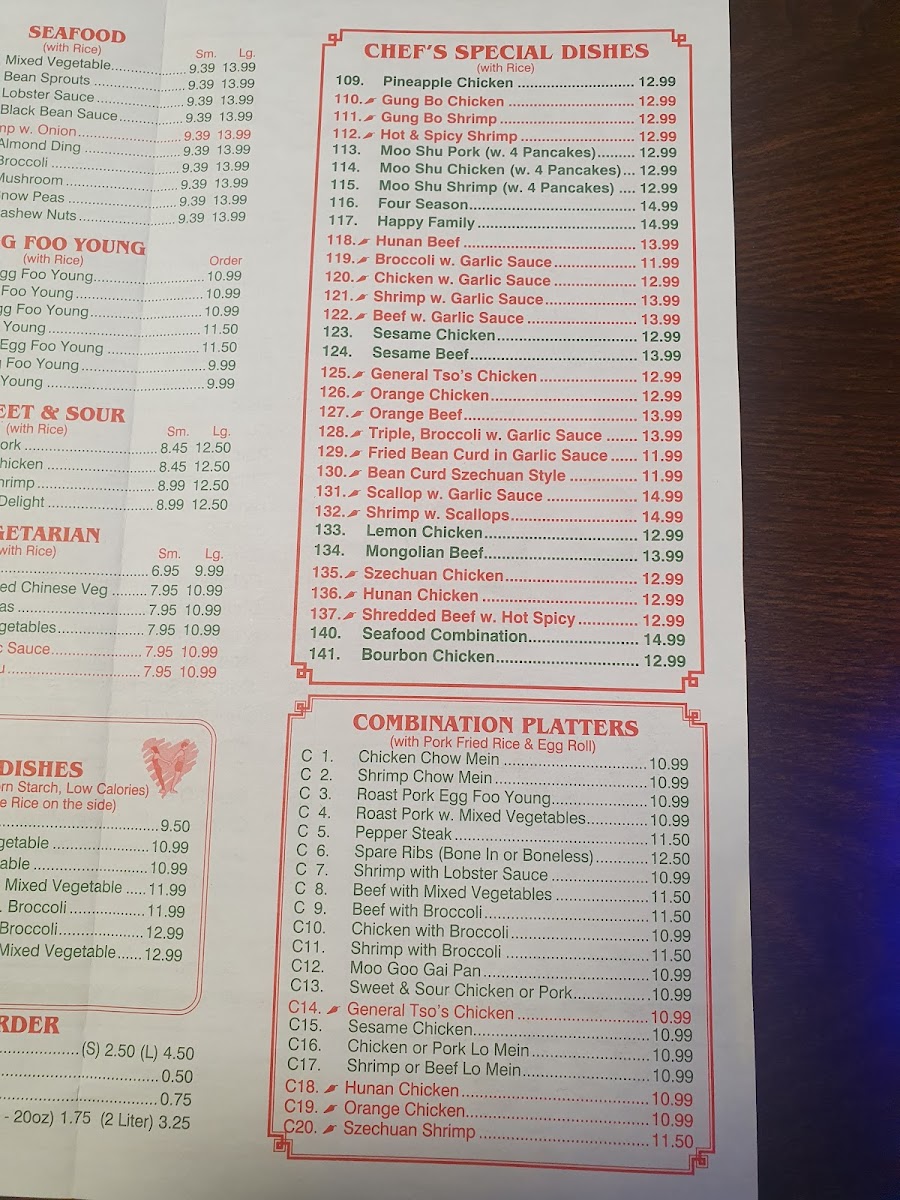 SEAFOOD
(with Rice)
Sm. Lg.
Mixed Vegetable 9.39 13.99
Bean Sprouts 9.39 13.99
Lobster Sauce 9.39 13.99
Black Bean Sauce 9.39 13.99
w. Onion 9.39 13.99
Almond Ding 9.39 13.99
Broccoli 9.39 13.99
Mushroom 9.39 13.99
now Peas 9.39 13.99
ashew Nuts 9.39 13.99
G FOO YOUNG
(with Rice) Order
gg Foo Young 10.99
Foo Young 10.99
gg Foo Young 10.99
Young 11.50
Egg Foo Young 11.50
Foo Young 9.99
Young 9.99
EET & SOUR
(with Rice) Sm. Lg.
ork 8.45 12.50
hicken 8.45 12.50
hrimp 8.99 12.50
Delight 8.99 12.50
GETARIAN
with Rice) Sm. Lg.
6.95 9.99
ed Chinese Veg 7.95 10.99
as 7.95 10.99
getables 7.95 10.99
Sauce 7.95 10.99
u 7.95 10.99
DISHES
rn Starch, Low Calories)
e Rice on the side)
9.50
getable 10.99
able 10.99
Mixed Vegetable 11.99
. Broccoli 11.99
Broccoli 12.99
Mixed Vegetable 12.99
RDER
(S) 2.50 (L) 4.50
0.50
0.75
- 20oz) 1.75 (2 Liter) 3.25
CHEF'S SPECIAL DISHES
(with Rice)
109. Pineapple Chicken 12.99
110. Gung Bo Chicken 12.99
111. Gung Bo Shrimp 12.99
112. Hot & Spicy Shrimp 12.99
113. Moo Shu Pork (w. 4 Pancakes) 12.99
114. Moo Shu Chicken (w. 4 Pancakes) 12.99
115. Moo Shu Shrimp (w. 4 Pancakes) 12.99
116. Four Season 14.99
117. Happy Family 14.99
118. Hunan Beef 13.99
119. Broccoli w. Garlic Sauce 11.99
120. Chicken w. Garlic Sauce 12.99
121. Shrimp w. Garlic Sauce 13.99
122. Beef w. Garlic Sauce 13.99
123. Sesame Chicken 12.99
124. Sesame Beef 13.99
125. General Tso's Chicken 12.99
126. Orange Chicken 12.99
127. Orange Beef 13.99
128. Triple, Broccoli w. Garlic Sauce 13.99
129. Fried Bean Curd in Garlic Sauce 11.99
130. Bean Curd Szechuan Style 11.99
131. Scallop w. Garlic Sauce 14.99
132. Shrimp w. Scallops 14.99
133. Lemon Chicken 12.99
134. Mongolian Beef 13.99
135. Szechuan Chicken 12.99
136. Hunan Chicken 12.99
137. Shredded Beef w. Hot Spicy 12.99
140. Seafood Combination 14.99
141. Bourbon Chicken 12.99
COMBINATION PLATTERS
(with Pork Fried Rice & Egg Roll)
C 1. Chicken Chow Mein 10.99
C 2. Shrimp Chow Mein 10.99
C 3. Roast Pork Egg Foo Young 10.99
C 4. Roast Pork w. Mixed Vegetables 10.99
C 5. Pepper Steak 11.50
C 6. Spare Ribs (Bone In or Boneless) 12.50
C 7. Shrimp with Lobster Sauce 10.99
C 8. Beef with Mixed Vegetables 11.50
C 9. Beef with Broccoli 11.50
C10. Chicken with Broccoli 10.99
C11. Shrimp with Broccoli 11.50
C12. Moo Goo Gai Pan 10.99
C13. Sweet & Sour Chicken or Pork 10.99
C14. General Tso's Chicken 10.99
C15. Sesame Chicken 10.99
C16. Chicken or Pork Lo Mein 10.99
C17. Shrimp or Beef Lo Mein 10.99
C18. Hunan Chicken 10.99
C19. Orange Chicken 10.99
C20. Szechuan Shrimp 11.50